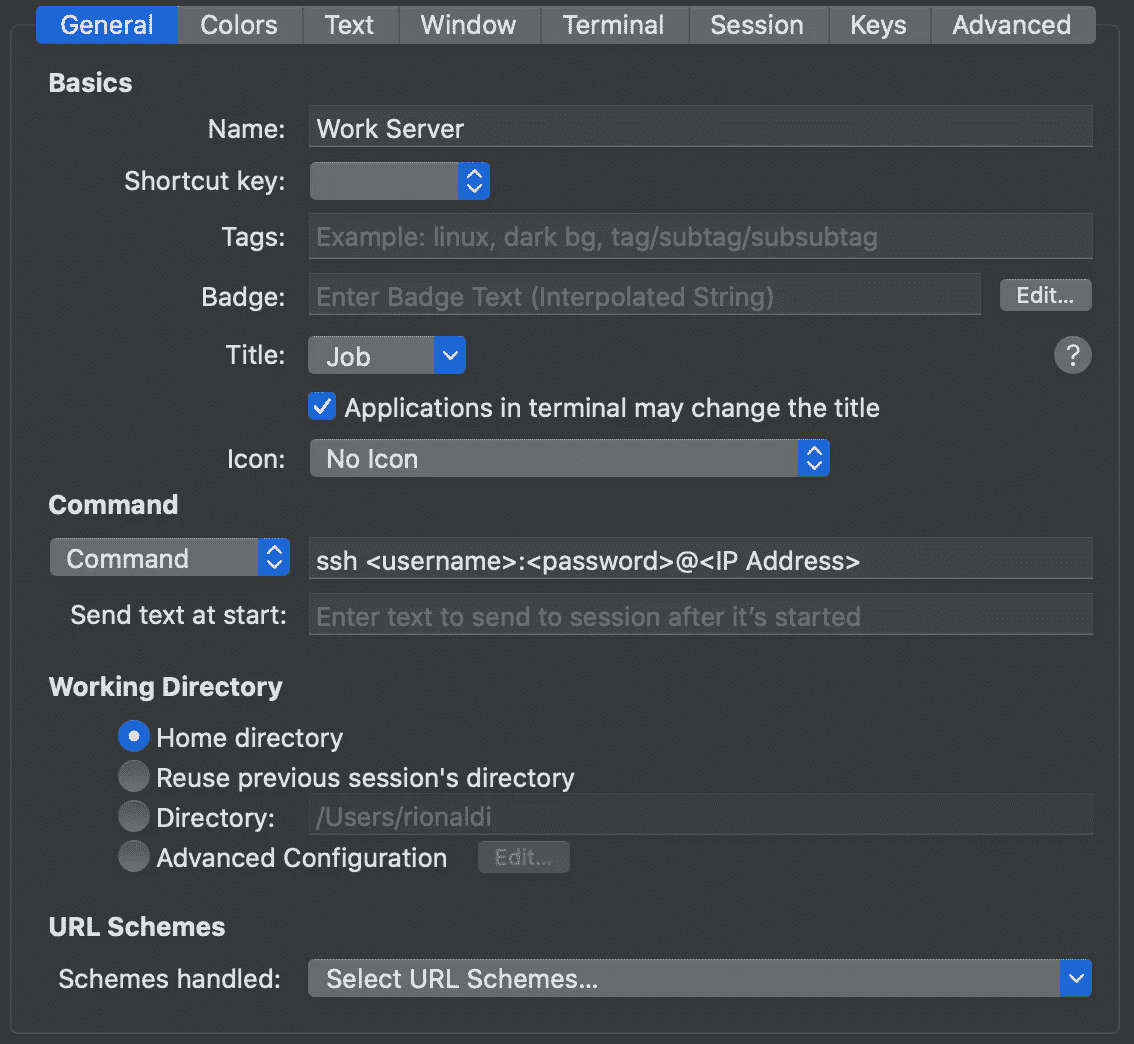 General Colors Text Window Terminal Session Keys Advanced
Basics
Name: Work Server
Shortcut key:
Tags: Example: linux, dark bg, tag/subtag/subsubtag
Badge: Enter Badge Text (Interpolated String) Edit...
Title: Job ?
Applications in terminal may change the title
Icon: No Icon
Command
Command ssh <username>:<password>@<IP Address>
Send text at start: Enter text to send to session after it’s started
Working Directory
Home directory
Reuse previous session's directory
Directory: /Users/rionaldi
Advanced Configuration Edit...
URL Schemes
Schemes handled: Select URL Schemes...